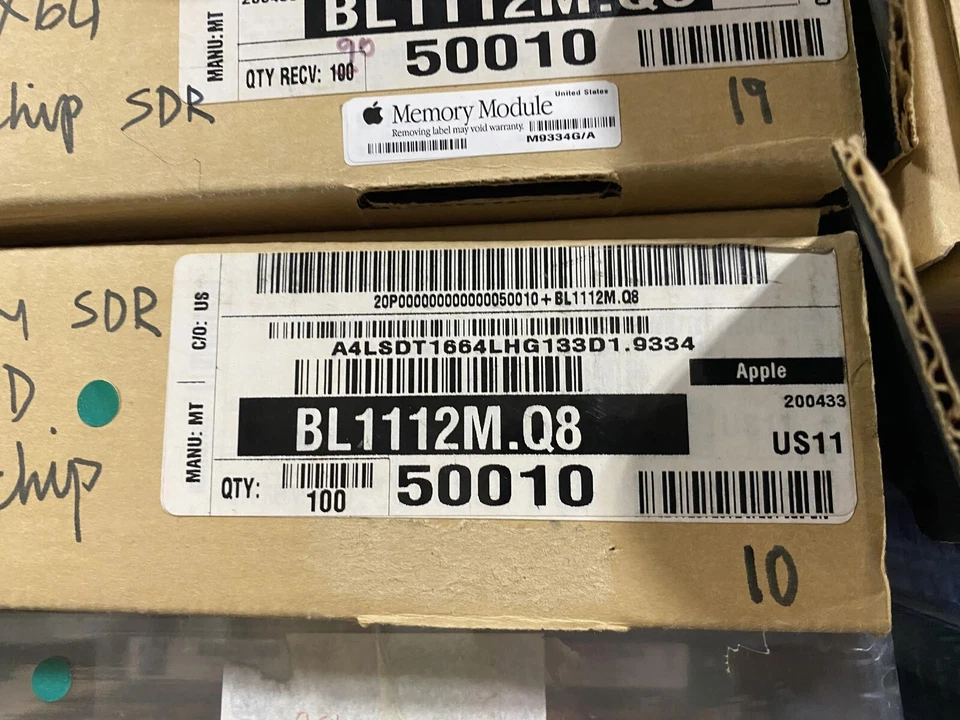 x64
chip SDR
BL1112M.Q8
MANU: MT
90
QTY RECV: 100
50010
19
United States
Memory Module
Removing label may void warranty.
M9334G/A
SDR
D
chip
C/O: US
MANU: MT
20P000000000000050010+BL1112M.Q8
A4LSDT1664LHG133D1.9334
Apple
200433
BL1112M.Q8
US11
QTY:
100
50010
10